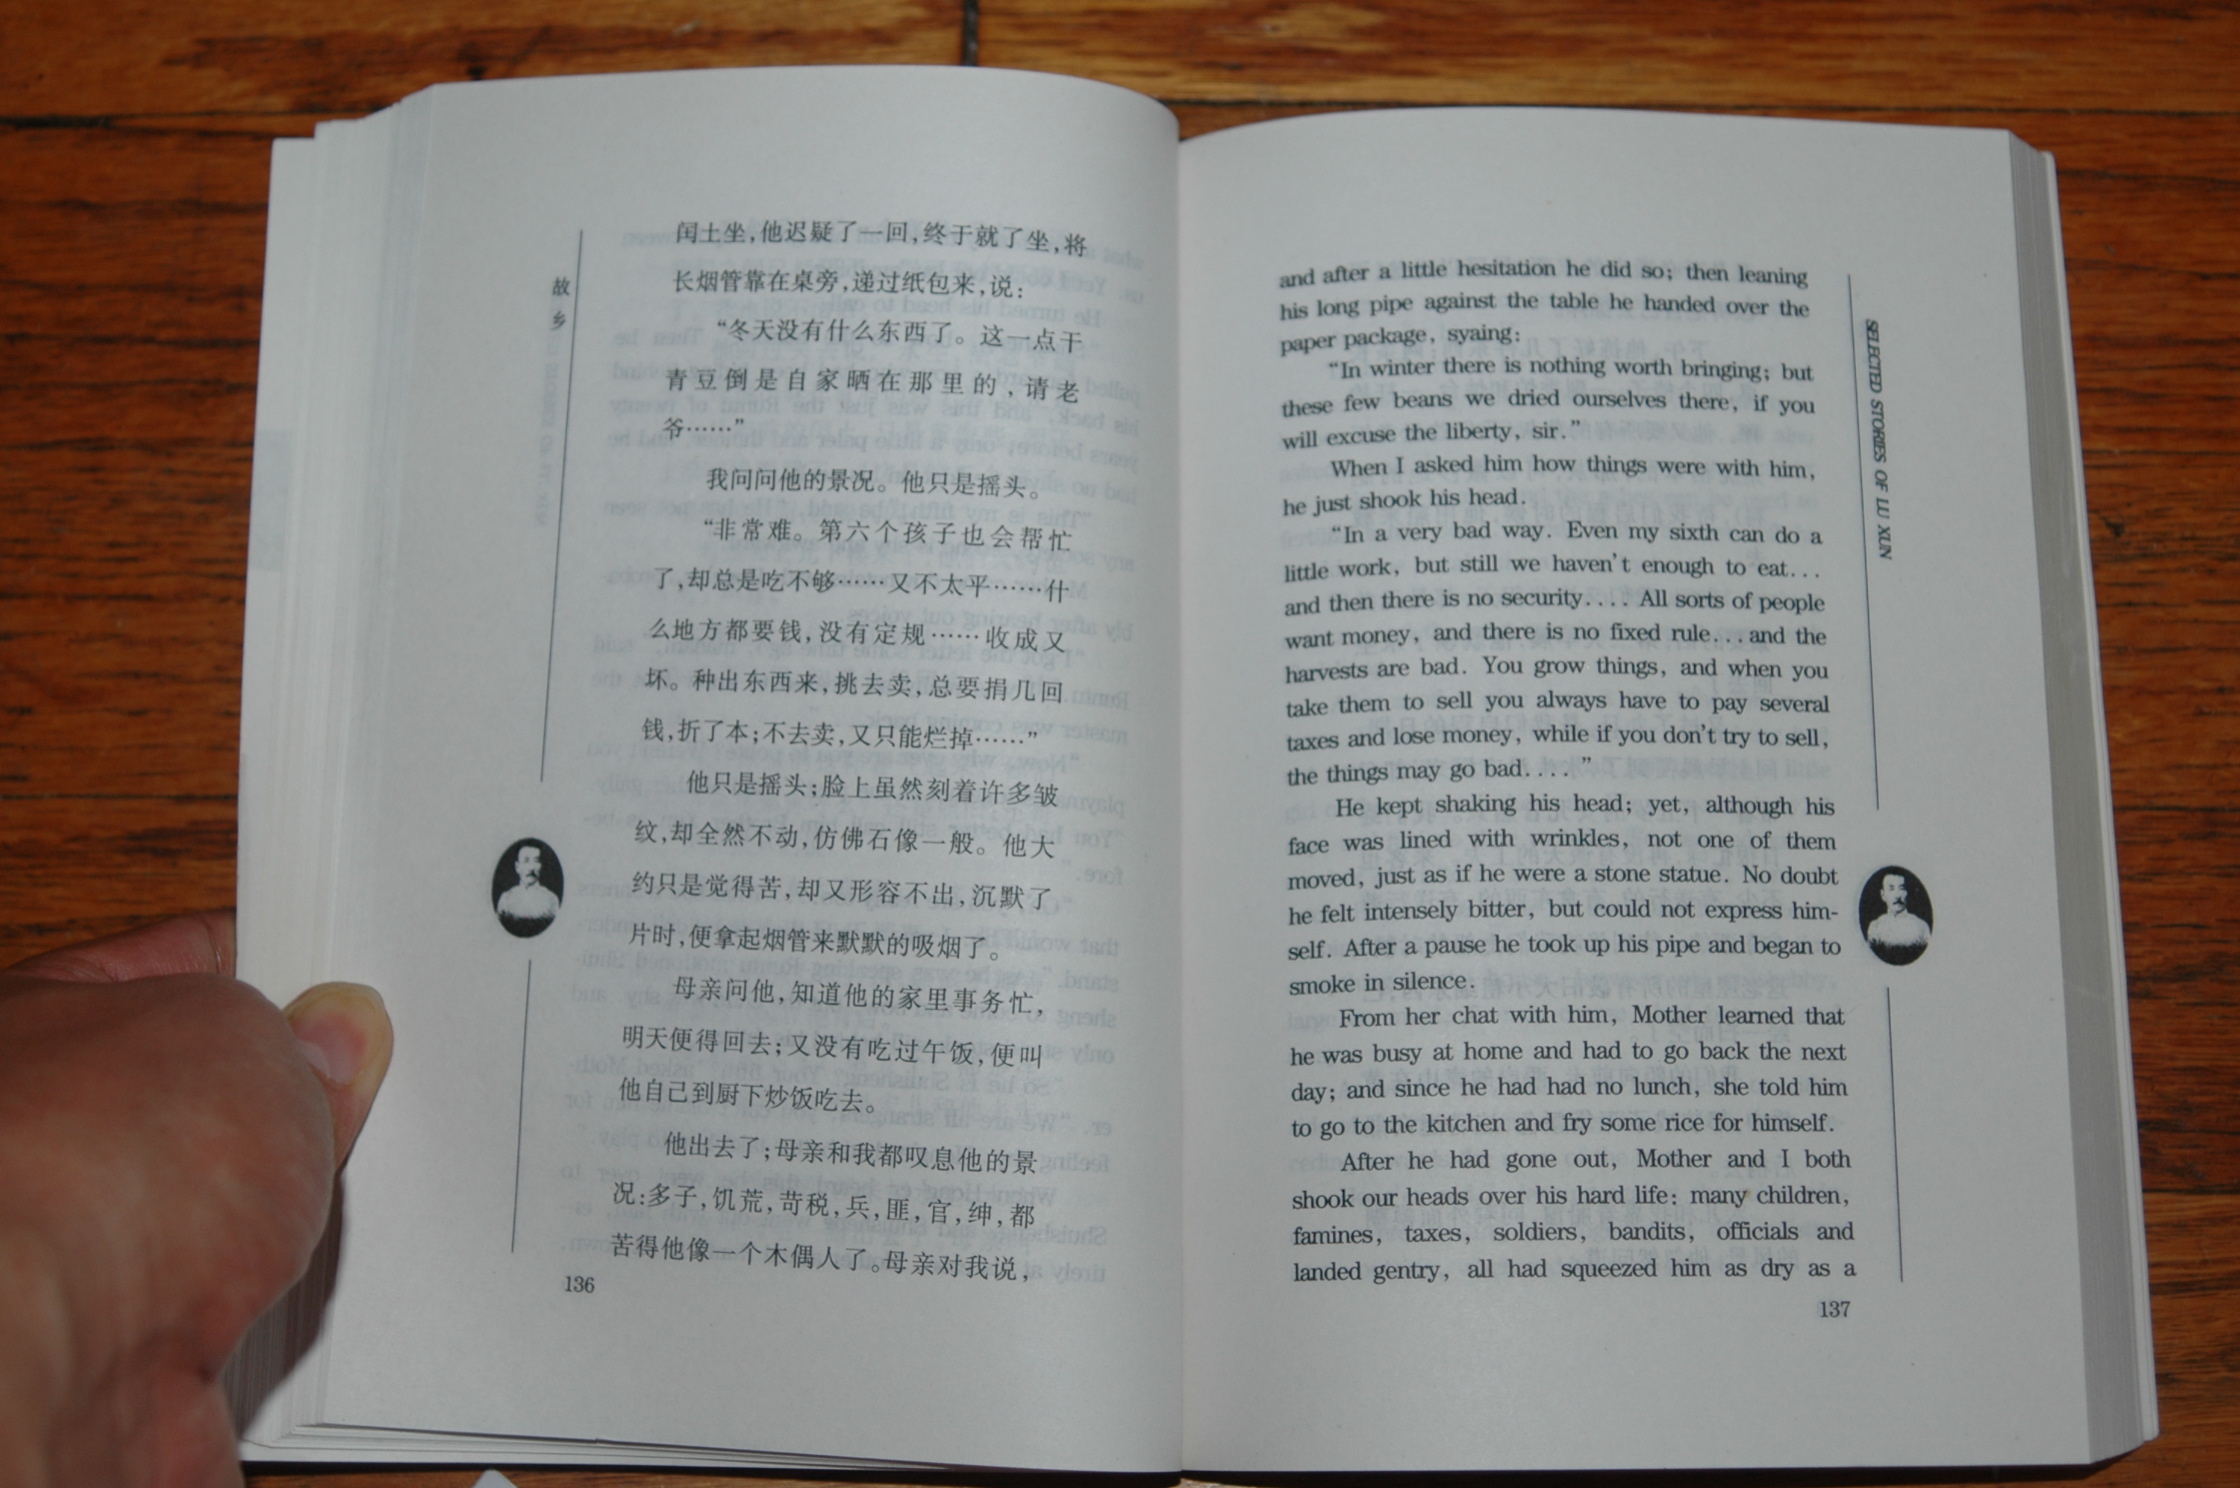 故
乡
闰土坐,他迟疑了一回,终于就了坐,将
长烟管靠在桌旁,递过纸包来,说:
“冬天没有什么东西了。这一点干
青豆倒是自家晒在那里的,请老
爷……”
我问问他的景况。他只是摇头。
“非常难。第六个孩子也会帮忙
了,却总是吃不够……又不太平……什
么地方都要钱,没有定规……收成又
坏。种出东西来,挑去卖,总要捐几回
钱,折了本;不去卖,又只能烂掉……”
他只是摇头;脸上虽然刻着许多皱
纹,却全然不动,仿佛石像一般。他大
约只是觉得苦,却又形容不出,沉默了
片时,便拿起烟管来默默的吸烟了。
母亲问他,知道他的家里事务忙,
明天便得回去;又没有吃过午饭,便叫
他自己到厨下炒饭吃去。
他出去了;母亲和我都叹息他的景
况:多子,饥荒,苛税,兵,匪,官,绅,都
苦得他像一个木偶人了。母亲对我说,
136
SELECTED STORIES OF LU XUN
and after a little hesitation he did so; then leaning
his long pipe against the table he handed over the
paper package, syaing:
“In winter there is nothing worth bringing; but
these few beans we dried ourselves there, if you
will excuse the liberty, sir.”
When I asked him how things were with him,
he just shook his head.
“In a very bad way. Even my sixth can do a
little work, but still we haven't enough to eat...
and then there is no security.... All sorts of people
want money, and there is no fixed rule... and the
harvests are bad. You grow things, and when you
take them to sell you always have to pay several
taxes and lose money, while if you don't try to sell,
the things may go bad....”
He kept shaking his head; yet, although his
face was lined with wrinkles, not one of them
moved, just as if he were a stone statue. No doubt
he felt intensely bitter, but could not express him-
self. After a pause he took up his pipe and began to
smoke in silence.
From her chat with him, Mother learned that
he was busy at home and had to go back the next
day; and since he had had no lunch, she told him
to go to the kitchen and fry some rice for himself.
After he had gone out, Mother and I both
shook our heads over his hard life: many children,
famines, taxes, soldiers, bandits, officials and
landed gentry, all had squeezed him as dry as a
137